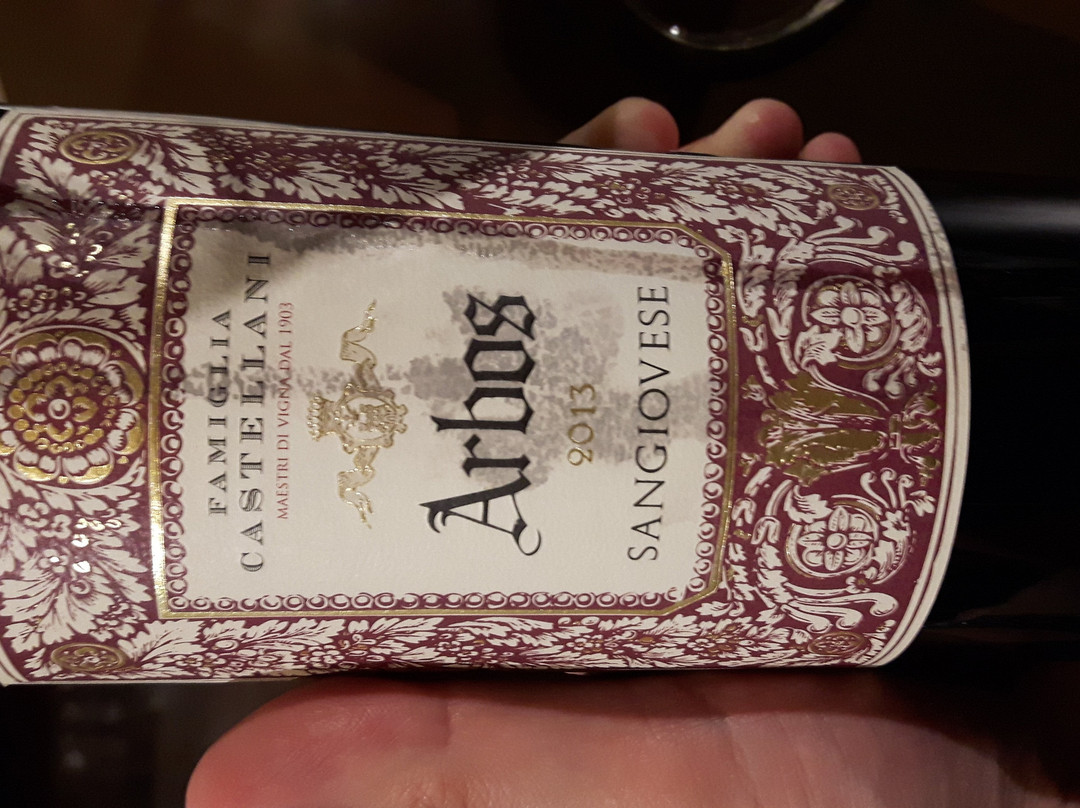 FAMIGLIA
CASTELLANI
MAESTRI DI VIGNA DAL 1903
Arbos
2013
SANGIOVESE